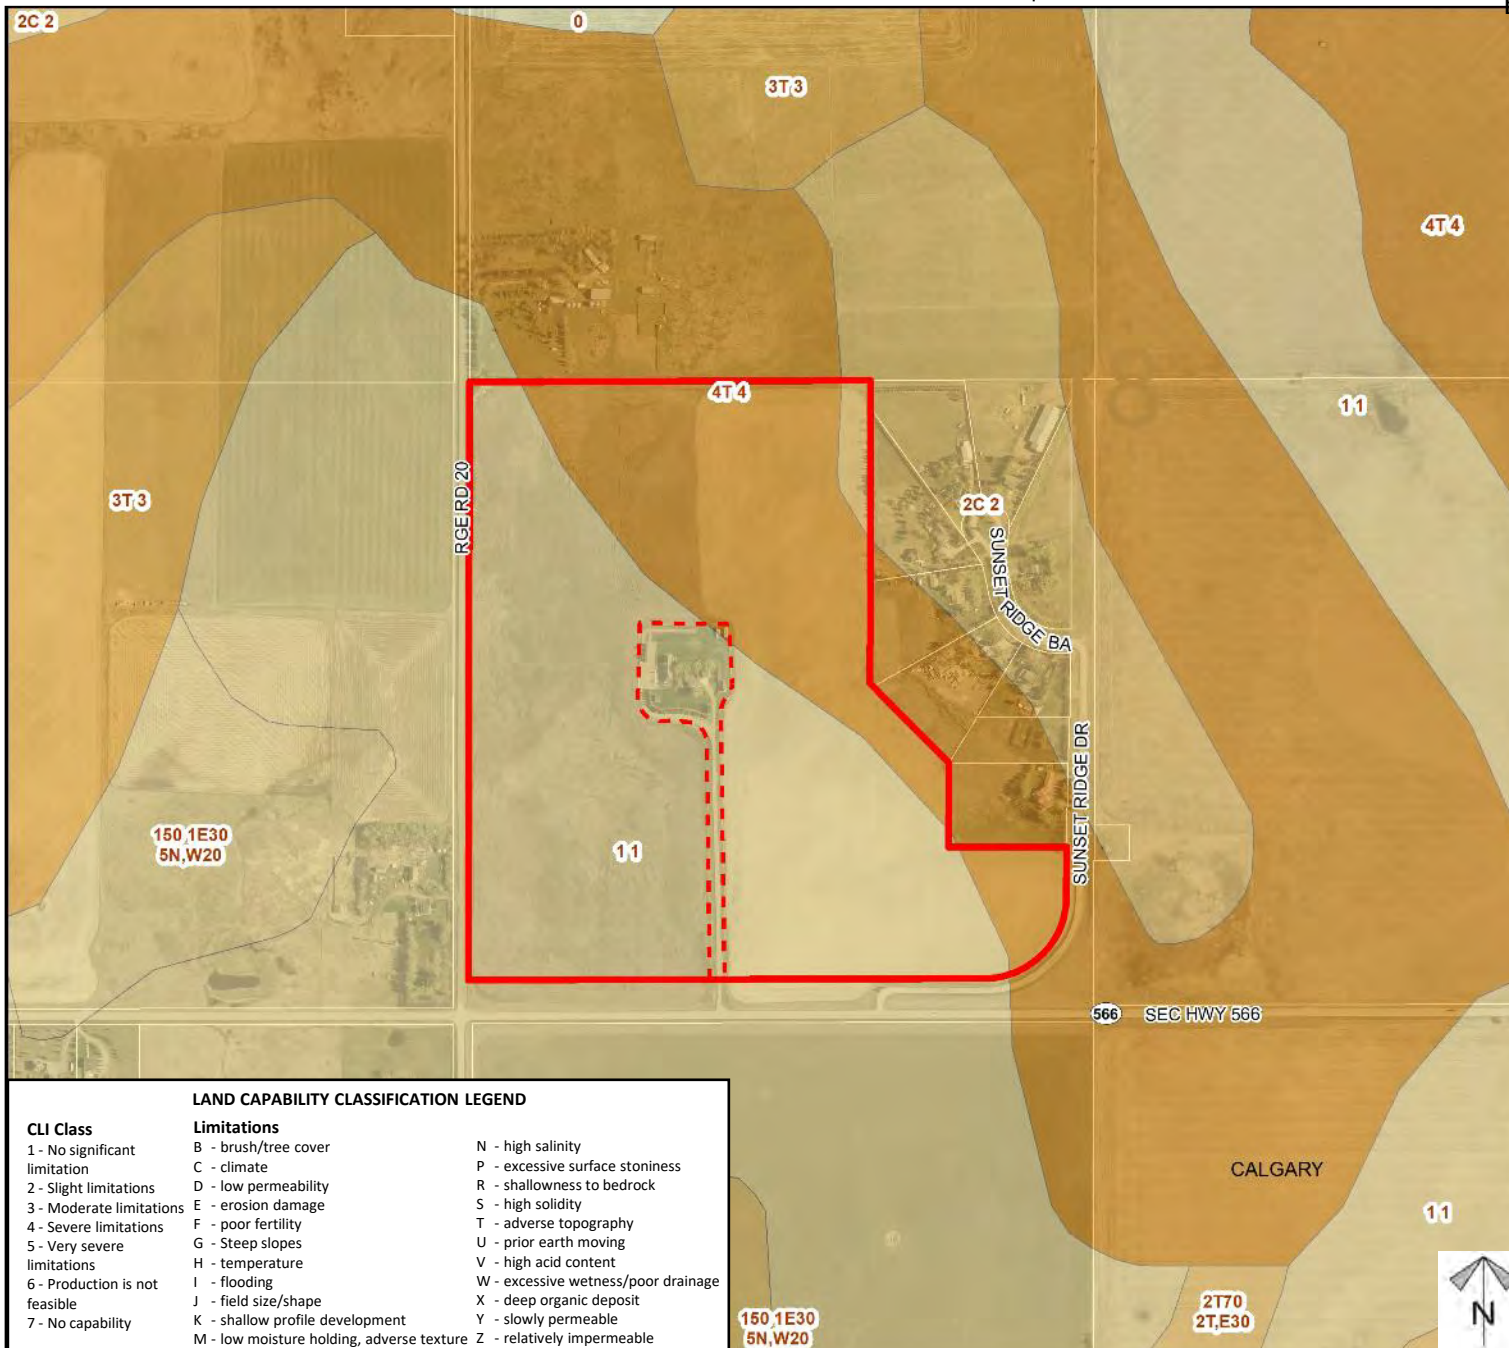 2C 2
0
3T 3
4T 4
4T 4
8
1 1
RGE RD 20
3T 3
2C 2
SUNSET RIDGE BA
SUNSET RIDGE DR
150 1E30
5N,W20
1 1
566
SEC HWY 566
LAND CAPABILITY CLASSIFICATION LEGEND
CLI Class
1 - No significant
limitation
2 - Slight limitations
3 - Moderate limitations
4 - Severe limitations
5 - Very severe
limitations
6 - Production is not
feasible
7 - No capability
Limitations
B - brush/tree cover
C - climate
D - low permeability
E - erosion damage
F - poor fertility
G - Steep slopes
H - temperature
I - flooding
J - field size/shape
K - shallow profile development
M - low moisture holding, adverse texture
N - high salinity
P - excessive surface stoniness
R - shallowness to bedrock
S - high solidity
T - adverse topography
U - prior earth moving
V - high acid content
W - excessive wetness/poor drainage
X - deep organic deposit
Y - slowly permeable
Z - relatively impermeable
CALGARY
1 1
150 1E30
5N,W20
2T70
2T,E30
N